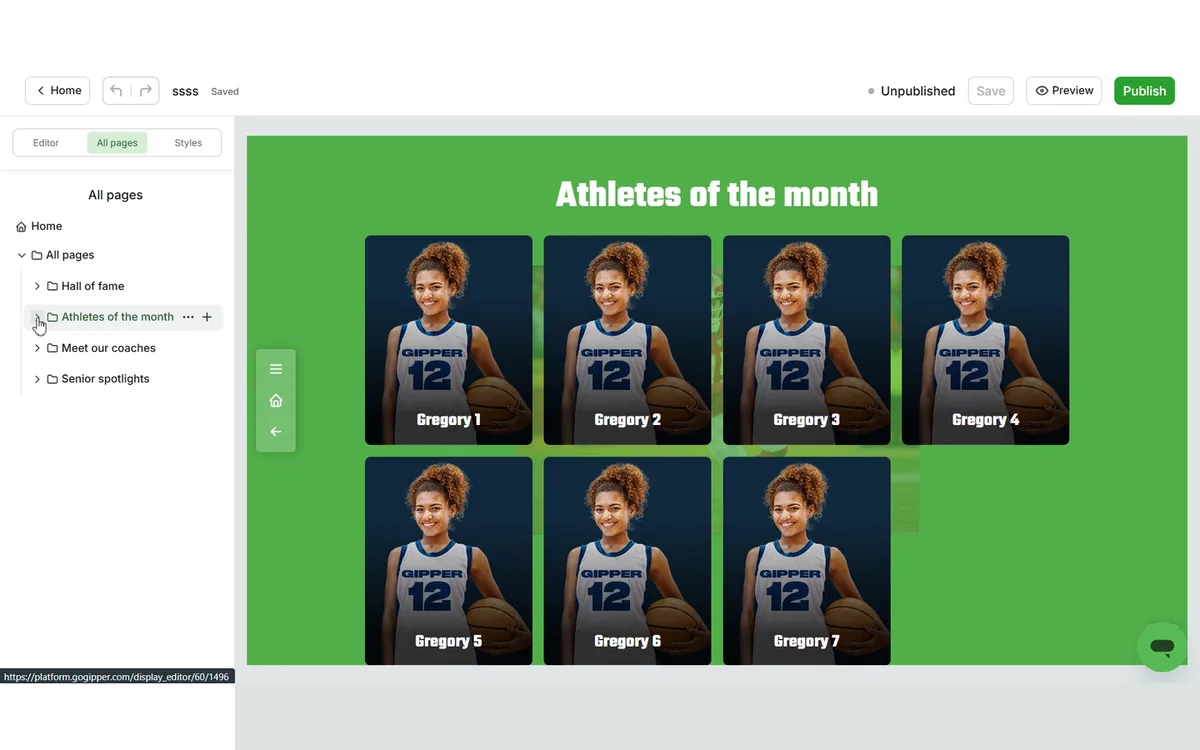 Home
ssss
Saved
Unpublished
Save
Preview
Publish
Editor
All pages
Styles
All pages
Home
All pages
Hall of fame
Athletes of the month
Meet our coaches
Senior spotlights
Athletes of the month
GIPPER
12
Gregory 1
GIPPER
12
Gregory 2
GIPPER
12
Gregory 3
GIPPER
12
Gregory 4
GIPPER
12
Gregory 5
GIPPER
12
Gregory 6
GIPPER
12
Gregory 7
https://platform.gogipper.com/display_editor/60/1496